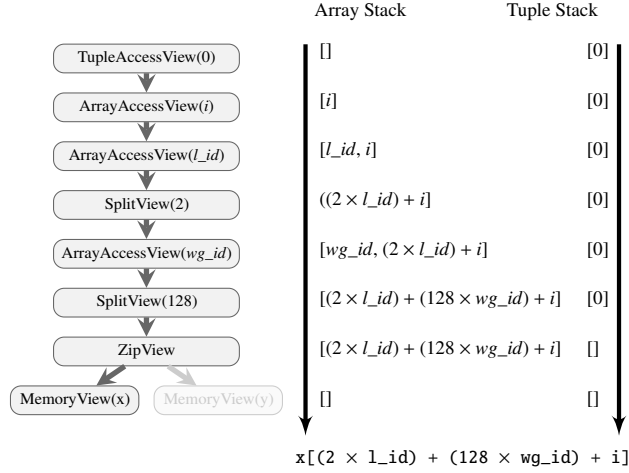 Array Stack Tuple Stack
TupleAccessView(0) [] [0]
ArrayAccessView(i) [i] [0]
ArrayAccessView(l_id) [l_id, i] [0]
SplitView(2) ((2 × l_id) + i] [0]
ArrayAccessView(wg_id) [wg_id, (2 × l_id) + i] [0]
SplitView(128) [(2 × l_id) + (128 × wg_id) + i] [0]
ZipView [(2 × l_id) + (128 × wg_id) + i] []
MemoryView(x) MemoryView(y) [] []
x[(2 × l_id) + (128 × wg_id) + i]